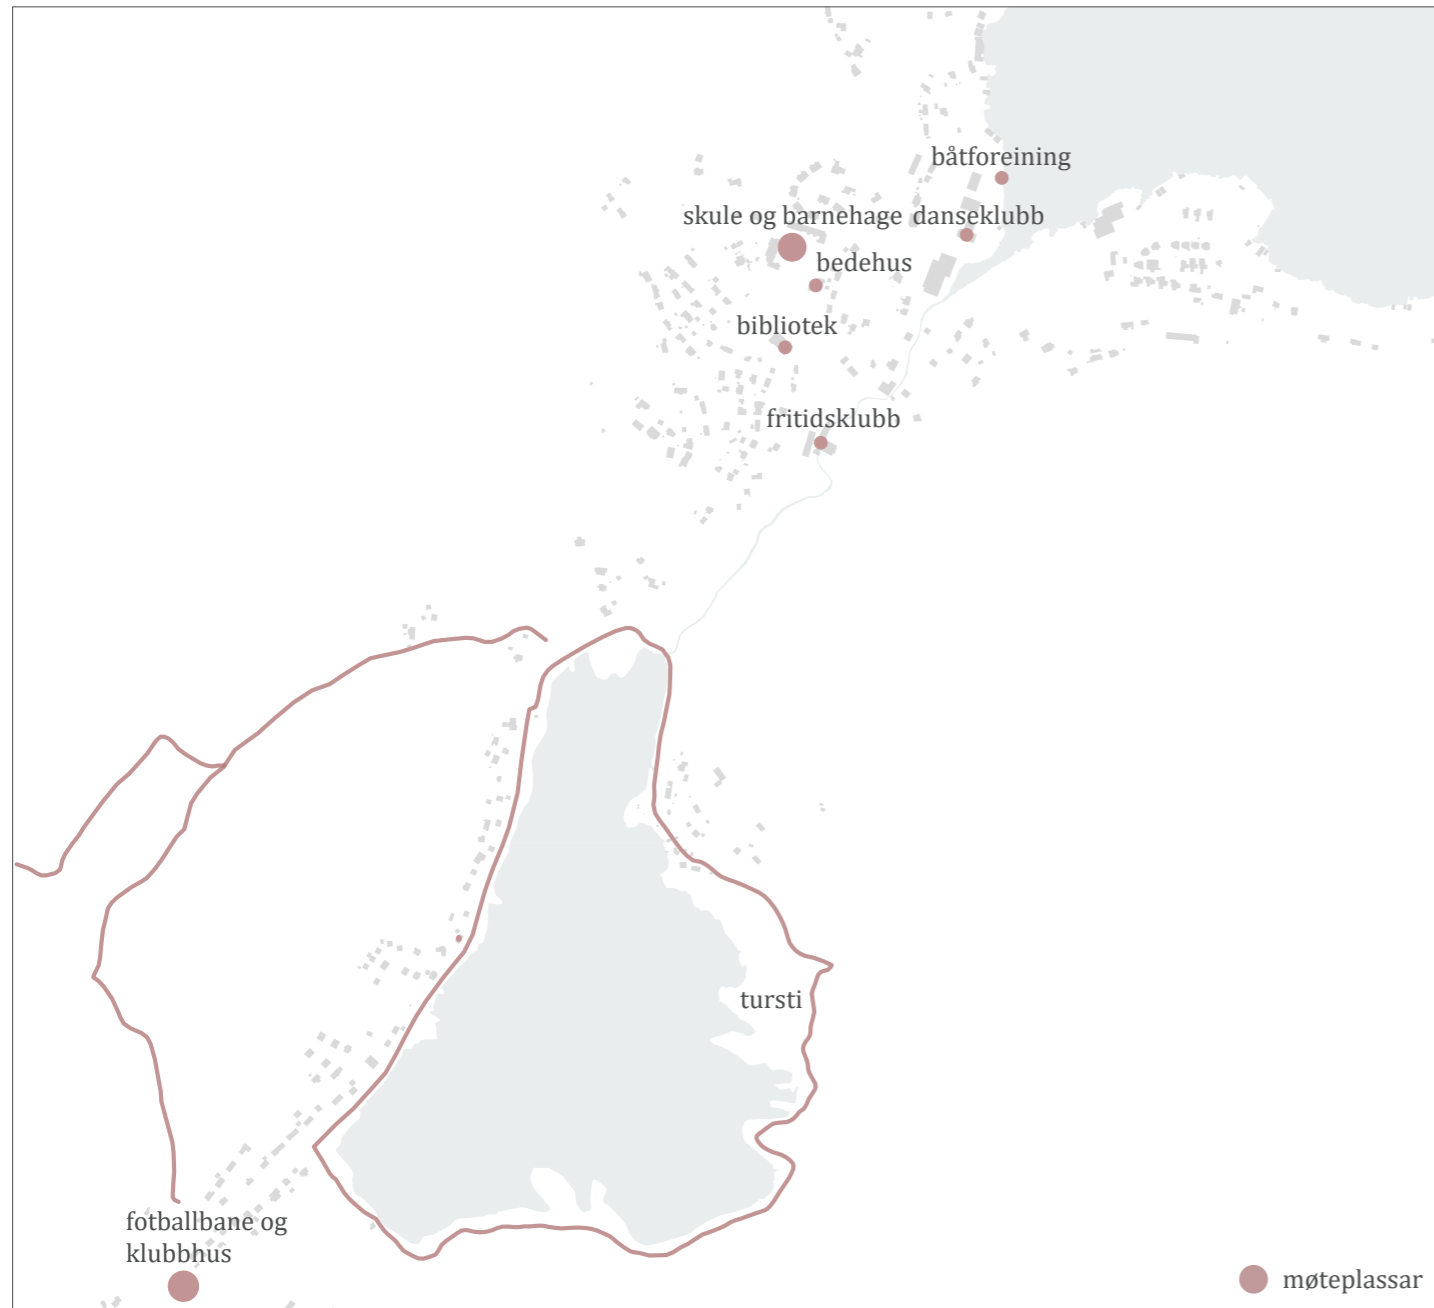 båtforeining
skule og barnehage
danseklubb
bedehus
bibliotek
fritidsklubb
tursti
fotballbane og
klubbhus
møteplassar